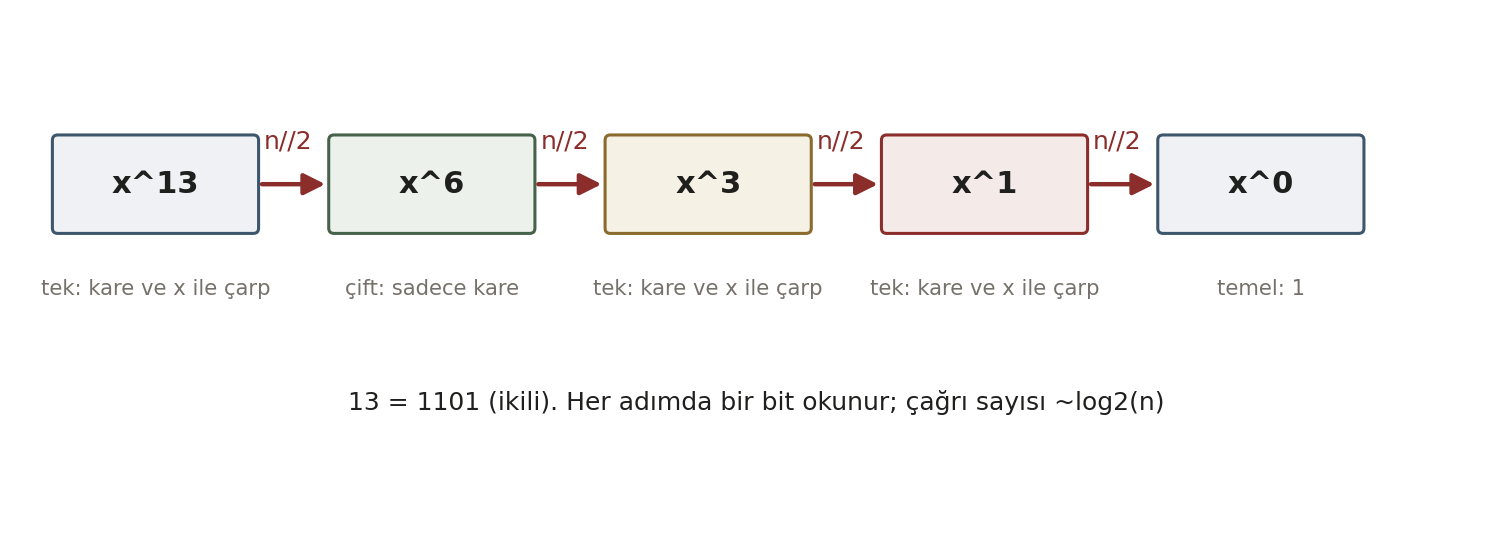 n//2 n//2 n//2 n//2
x^13 x^6 x^3 x^1 x^0
tek: kare ve x ile çarp çift: sadece kare tek: kare ve x ile çarp tek: kare ve x ile çarp temel: 1
13 = 1101 (ikili). Her adımda bir bit okunur; çağrı sayısı ~log2(n)